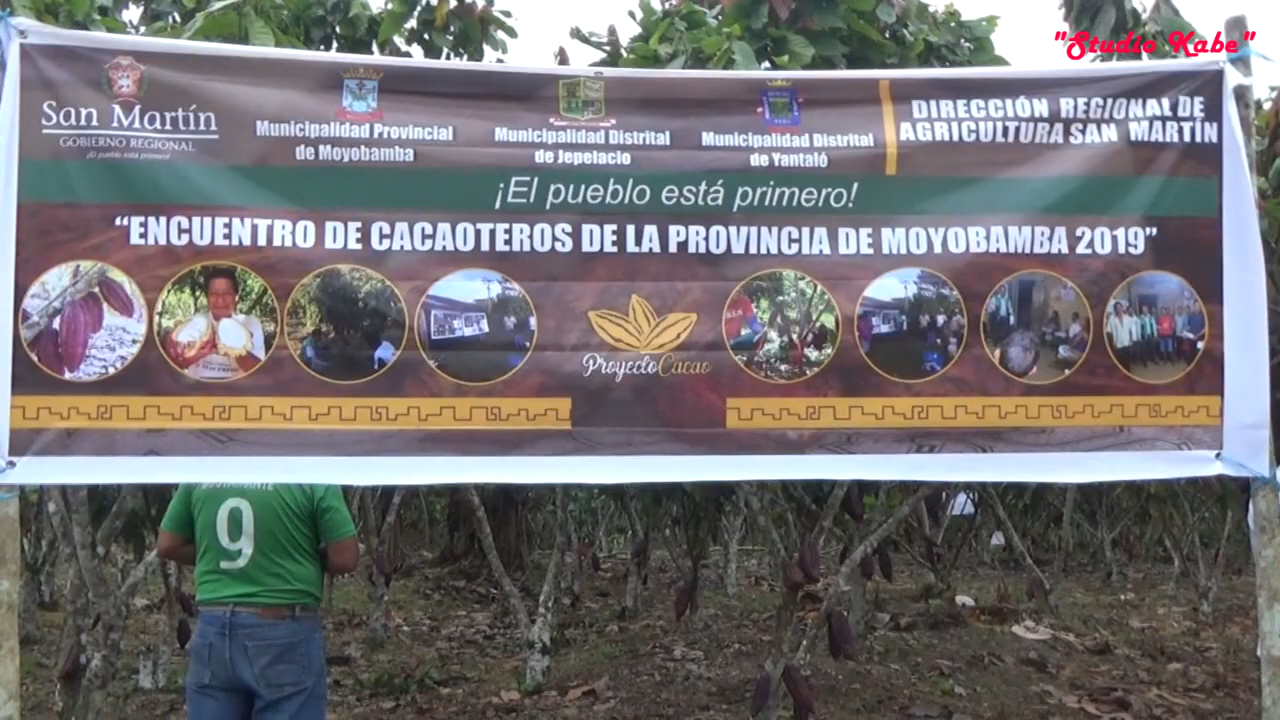 "Studio Kabe"
San Martín
GOBIERNO REGIONAL
¡El pueblo está primero!
Municipalidad Provincial
de Moyobamba
Municipalidad Distrital
de Jepelacio
Municipalidad Distrital
de Yantaló
DIRECCIÓN REGIONAL DE
AGRICULTURA SAN MARTÍN
¡El pueblo está primero!
“ENCUENTRO DE CACAOTEROS DE LA PROVINCIA DE MOYOBAMBA 2019”
Proyecto Cacao
9